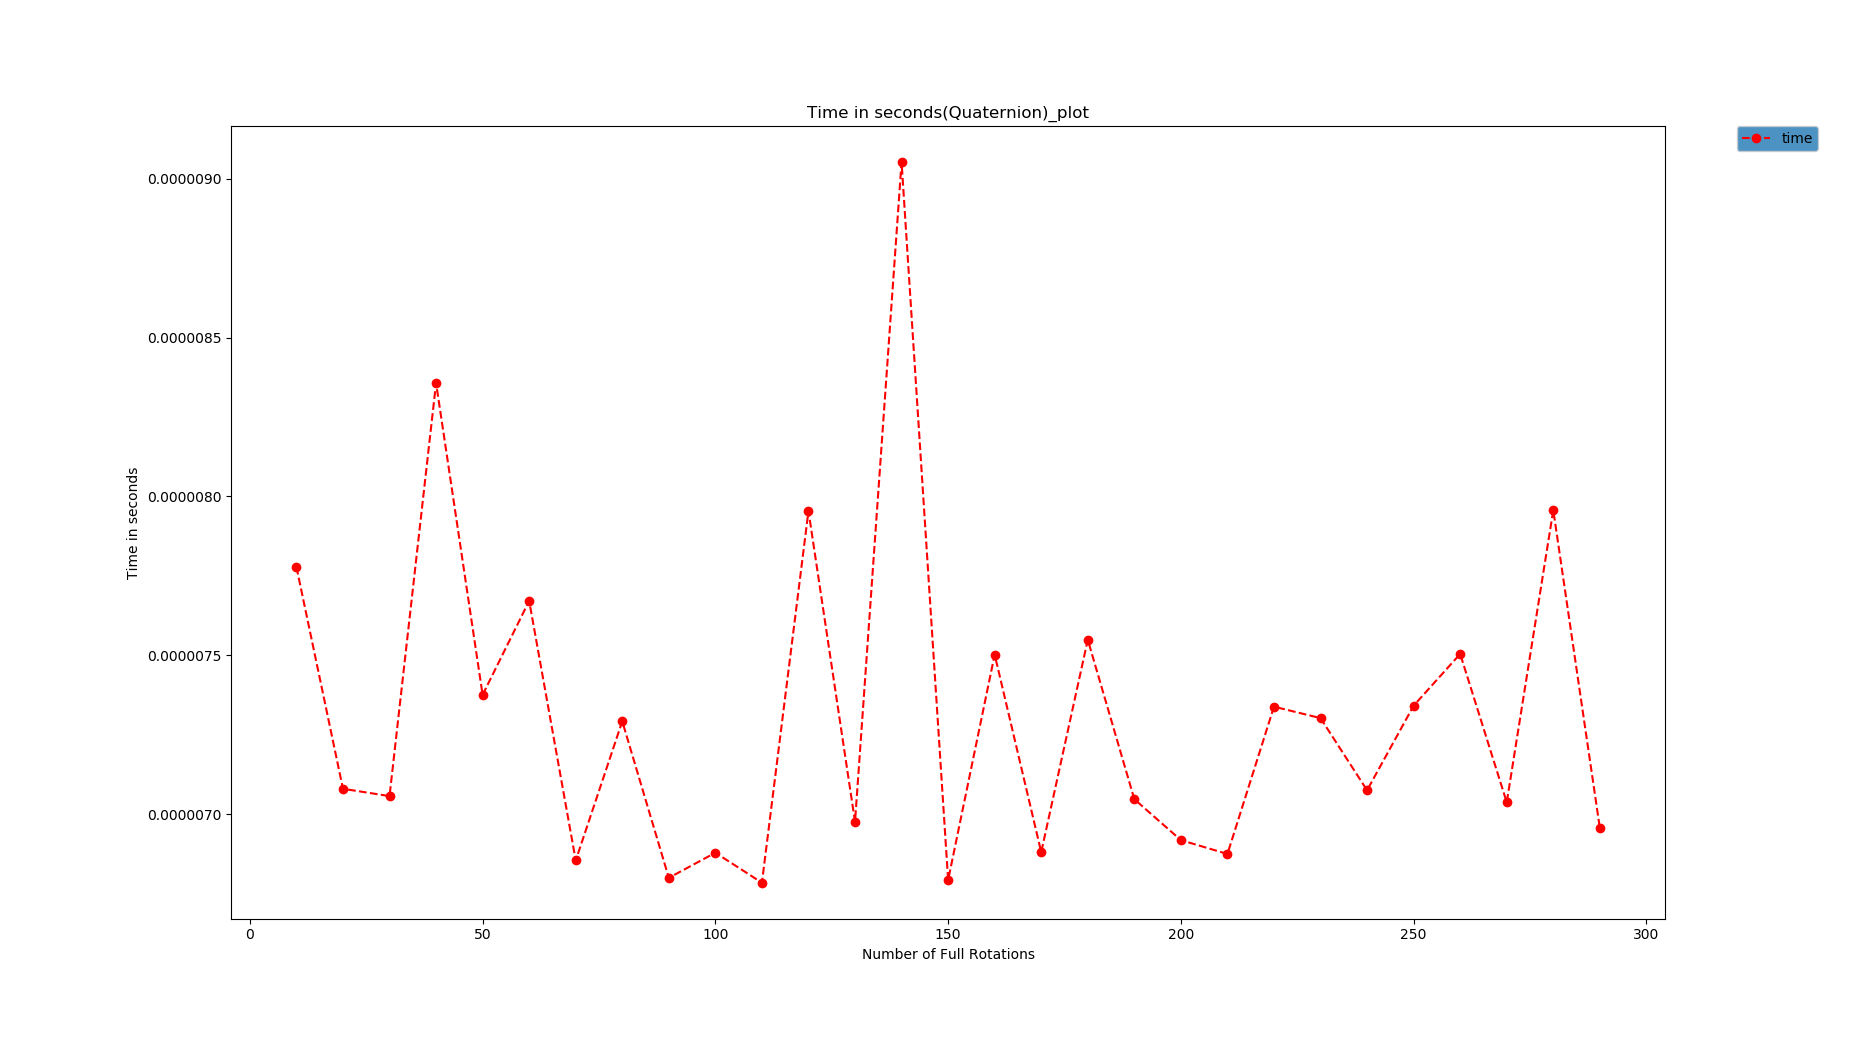 Time in seconds(Quaternion)_plot
time
0.0000090
0.0000085
0.0000080
0.0000075
0.0000070
Time in seconds
0 50 100 150 200 250 300
Number of Full Rotations